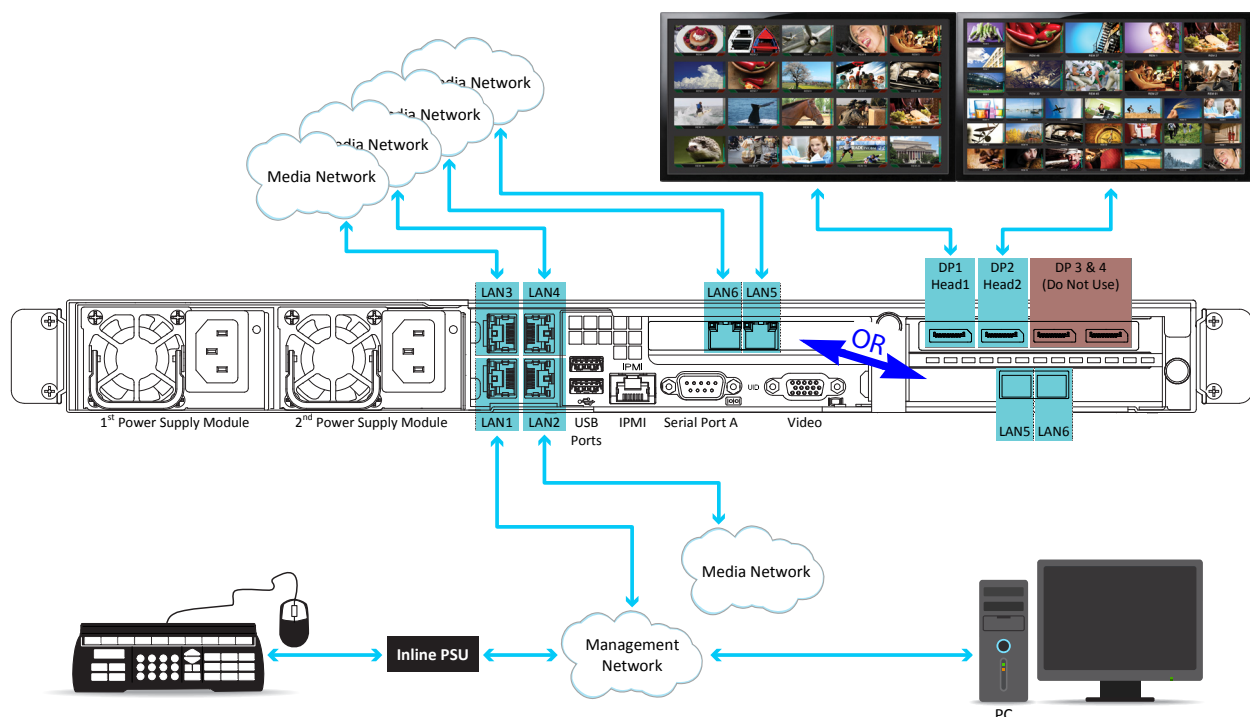 Media Network
Media Network
Media Network
Media Network
DP1
Head1
DP2
Head2
DP 3 & 4
(Do Not Use)
LAN3
LAN4
LAN6
LAN5
OR
IPMI
UID
LAN1
LAN2
LAN5
LAN6
1st Power Supply Module
2nd Power Supply Module
USB
Ports
IPMI
Serial Port A
Video
Media Network
Management
Network
Inline PSU
PC